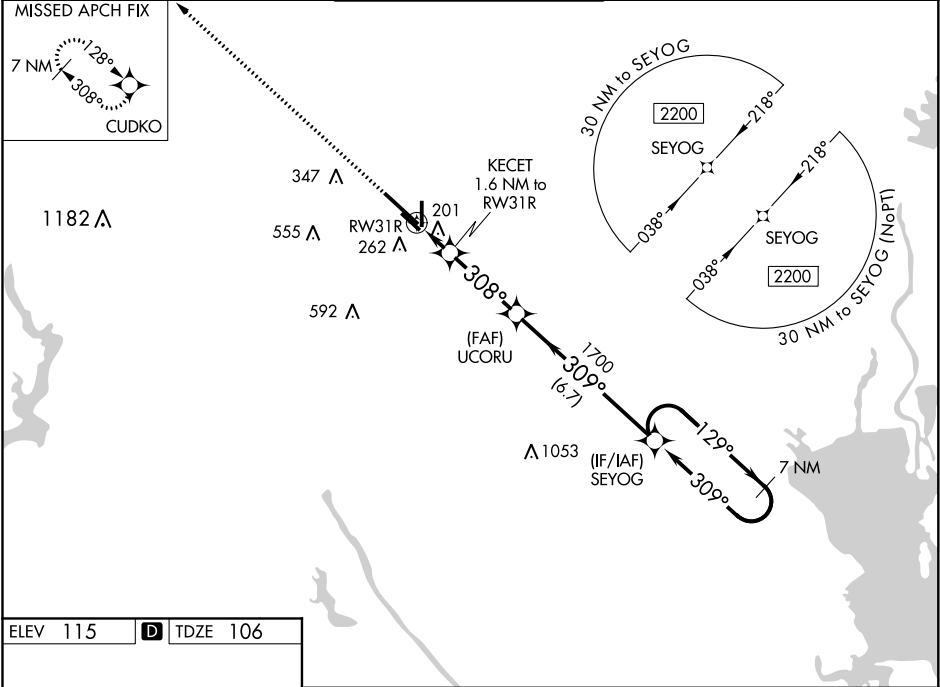 MISSED APCH FIX
7 NM
128°
308°
CUDKO
30 NM to SEYOG
2200
218°
SEYOG
038°
218°
SEYOG
038°
2200
30 NM to SEYOG (NoPT)
KECET
1.6 NM to
RW31R
347
1182
201
RW31R
555
262
308°
592
(FAF)
UCORU
1700
309°
(6.7)
1053
(IF/IAF)
SEYOG
129°
7 NM
309°
ELEV 115 D TDZE 106